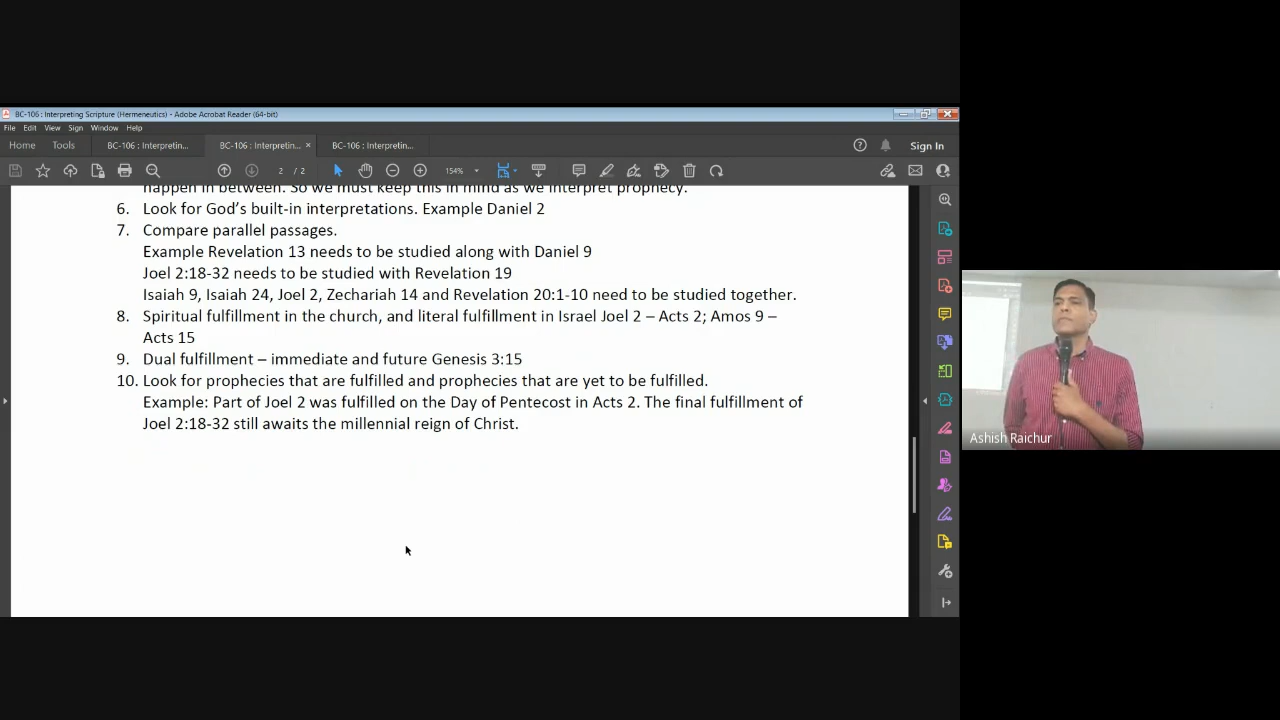 BC-106 : Interpreting Scripture (Hermeneutics) - Adobe Acrobat Reader (64-bit)
File Edit View Sign Window Help
Home Tools BC-106 : Interpretin... BC-106 : Interpretin... × BC-106 : Interpretin... Sign In
2 / 2 154%
happen in between. So we must keep this in mind as we interpret prophecy.
6. Look for God's built-in interpretations. Example Daniel 2
7. Compare parallel passages.
Example Revelation 13 needs to be studied along with Daniel 9
Joel 2:18-32 needs to be studied with Revelation 19
Isaiah 9, Isaiah 24, Joel 2, Zechariah 14 and Revelation 20:1-10 need to be studied together.
8. Spiritual fulfillment in the church, and literal fulfillment in Israel Joel 2 – Acts 2; Amos 9 –
Acts 15
9. Dual fulfillment – immediate and future Genesis 3:15
10. Look for prophecies that are fulfilled and prophecies that are yet to be fulfilled.
Example: Part of Joel 2 was fulfilled on the Day of Pentecost in Acts 2. The final fulfillment of
Joel 2:18-32 still awaits the millennial reign of Christ.
Ashish Raichur